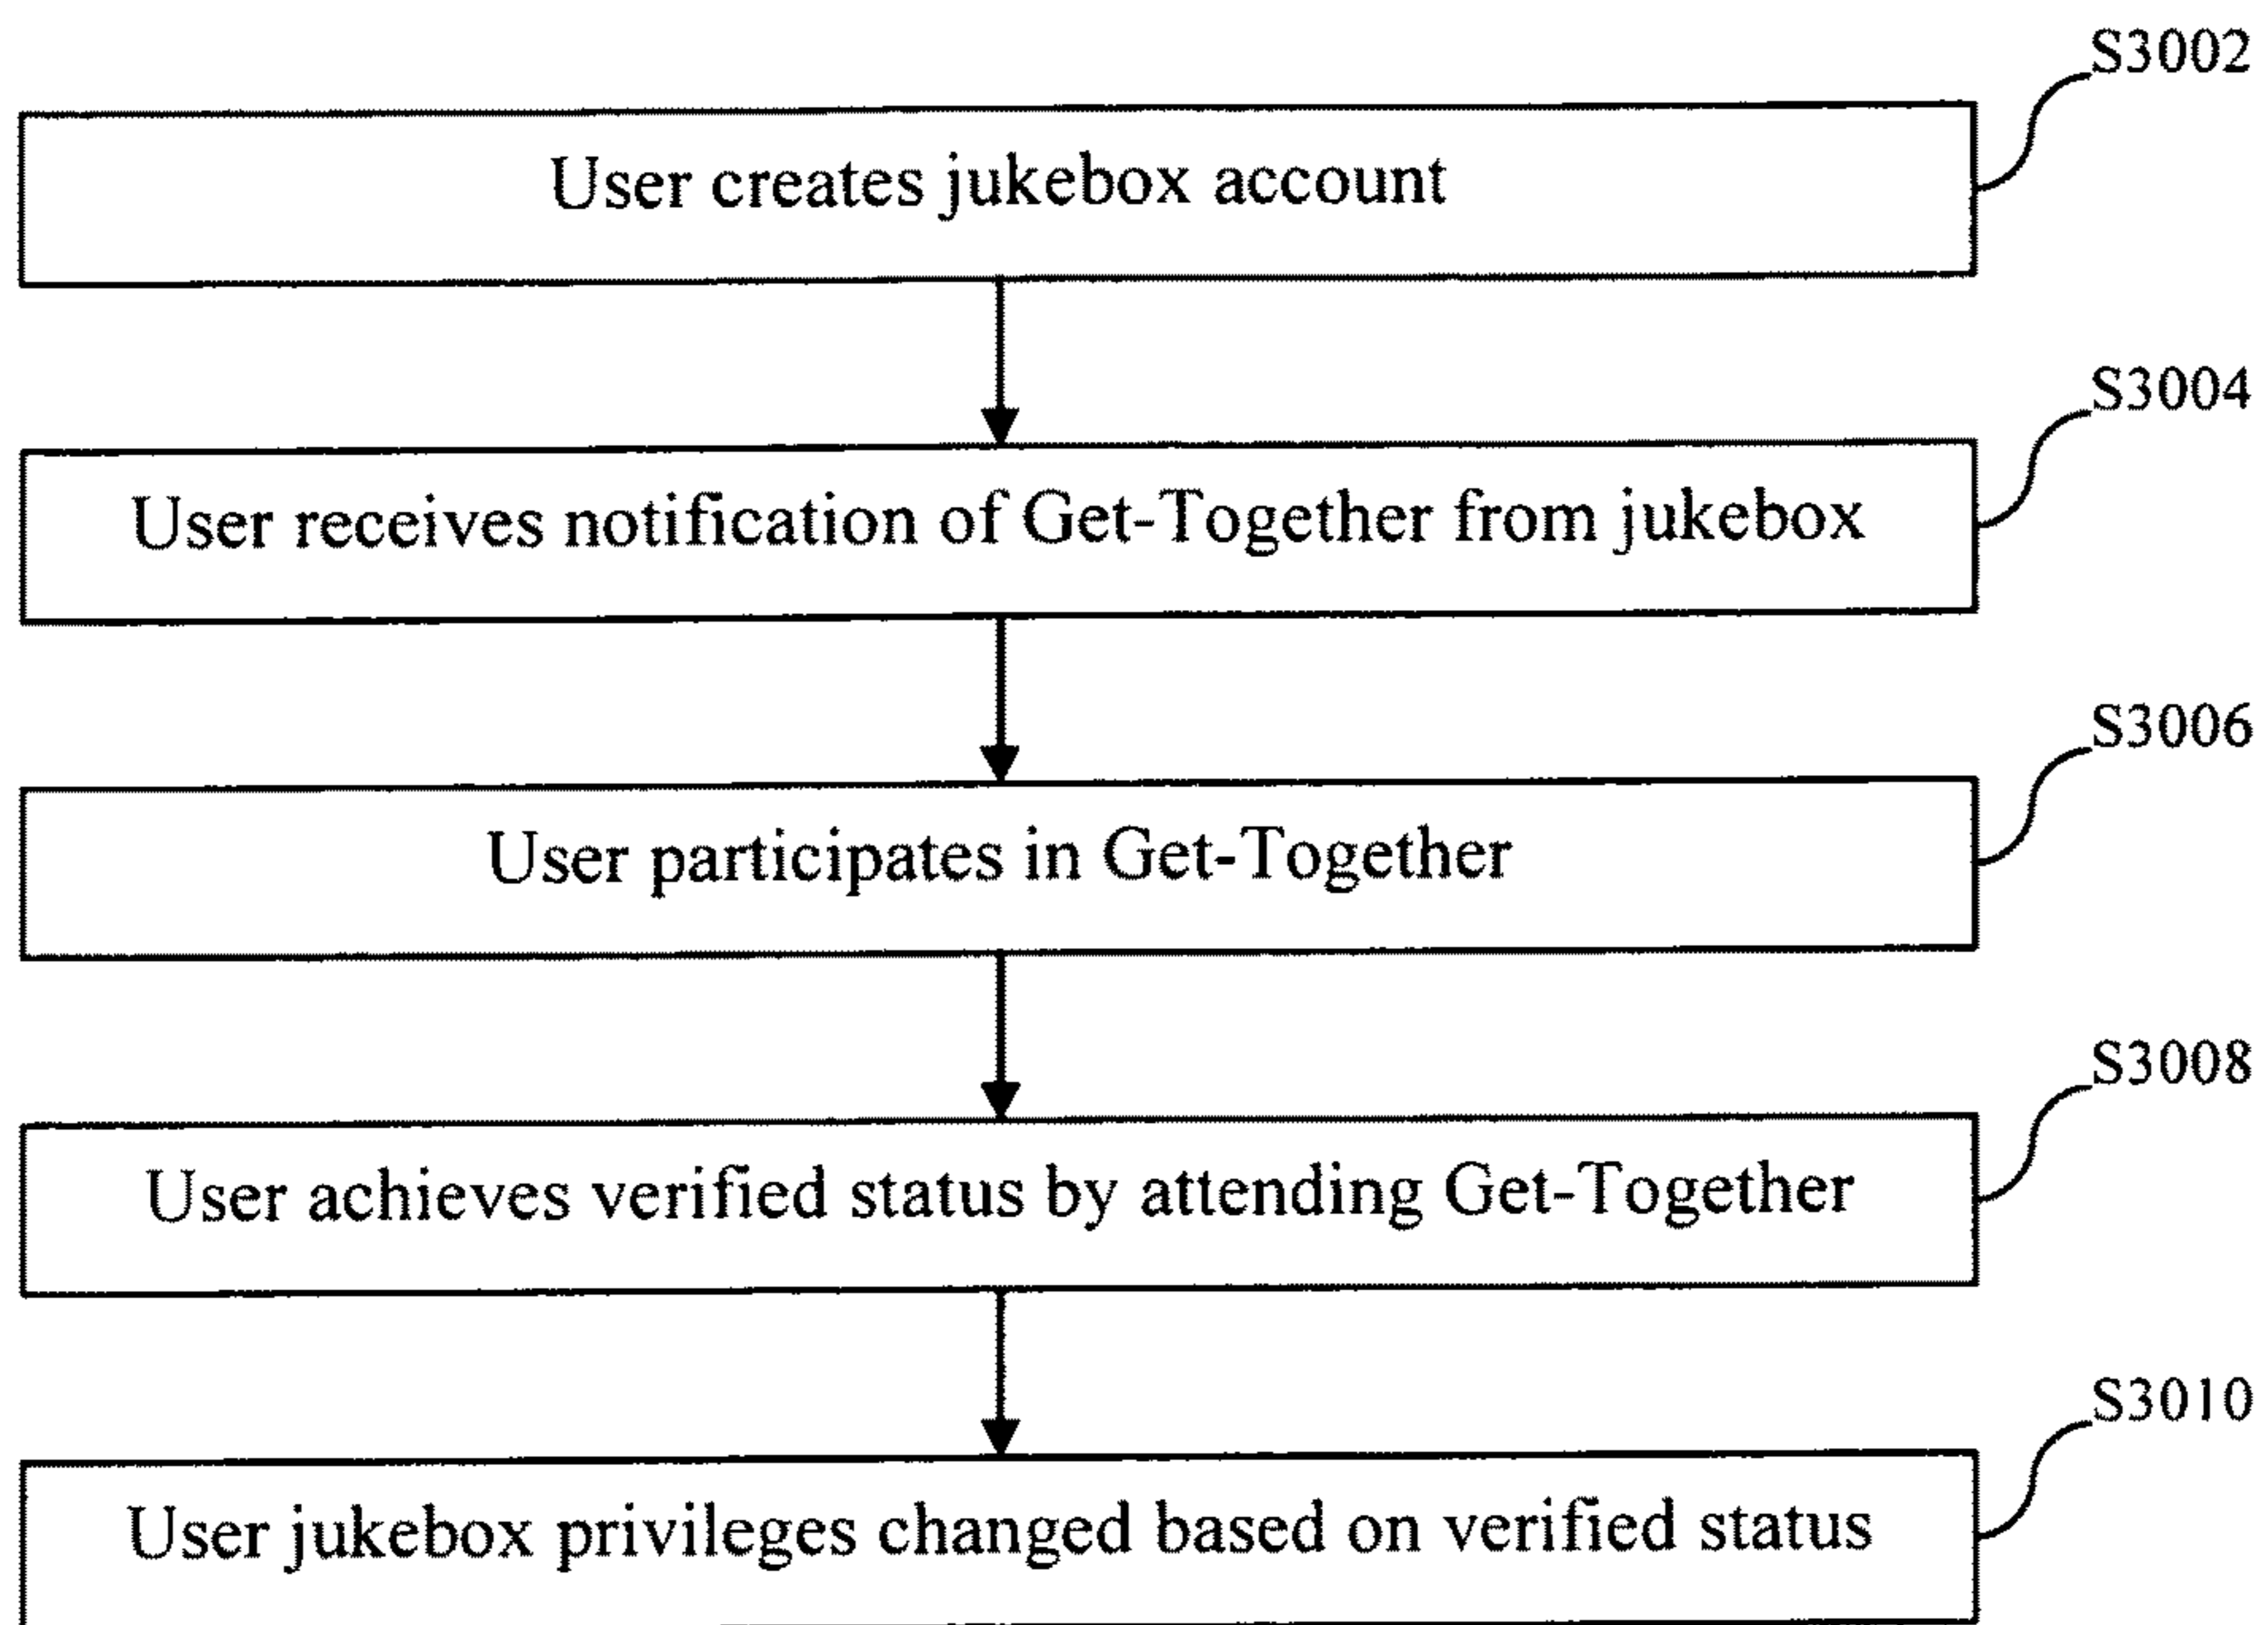 S3002
User creates jukebox account
S3004
User receives notification of Get-Together from jukebox
S3006
User participates in Get-Together
S3008
User achieves verified status by attending Get-Together
S3010
User jukebox privileges changed based on verified status